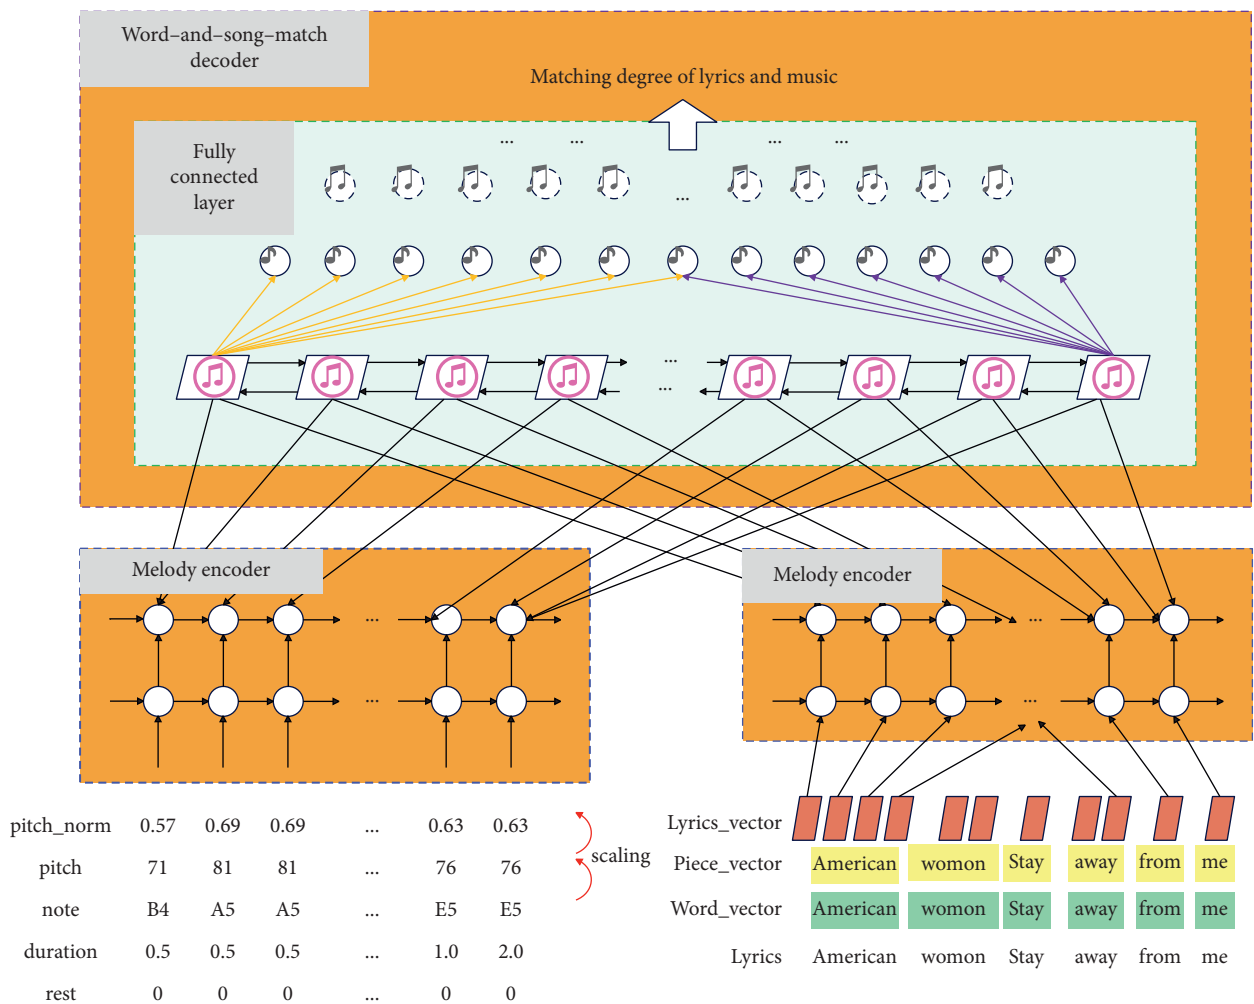 Word–and–song–match
decoder
Matching degree of lyrics and music
Fully
connected
layer
... ... ... ...
...
...
...
Melody encoder
Melody encoder
... ...
... ...
pitch_norm 0.57 0.69 0.69 ... 0.63 0.63
pitch 71 81 81 ... 76 76
scaling
note B4 A5 A5 ... E5 E5
duration 0.5 0.5 0.5 ... 1.0 2.0
rest 0 0 0 ... 0 0
Lyrics_vector
Piece_vector American womon Stay away from me
Word_vector American womon Stay away from me
Lyrics American womon Stay away from me